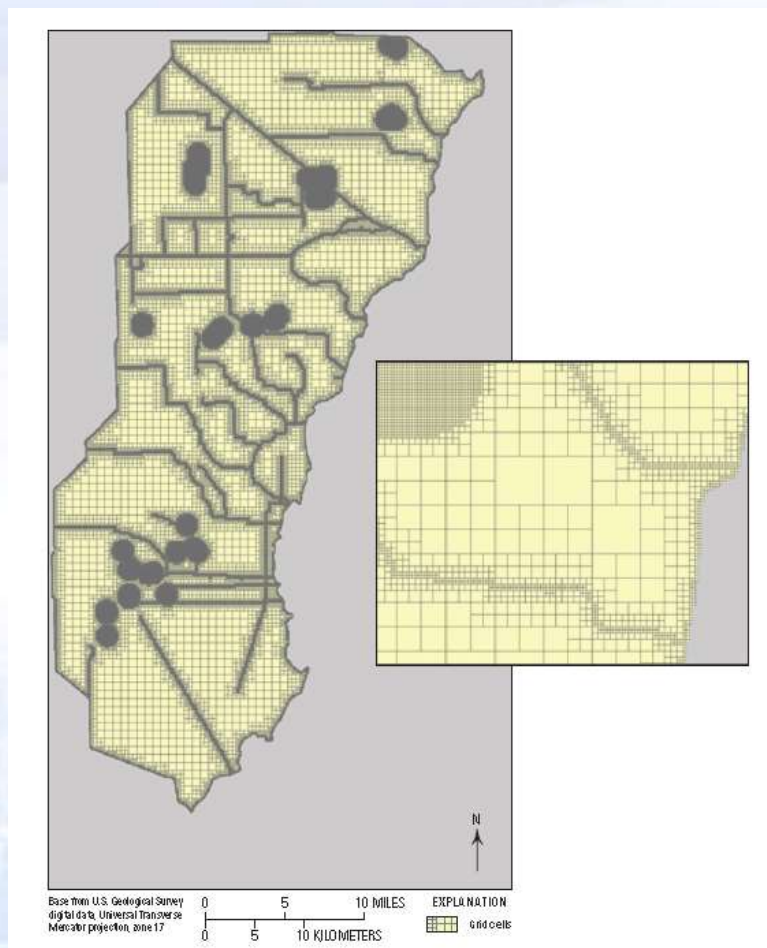 N
Base from U.S. Geological Survey
digital data, Universal Transverse
Mercator projection, zone 17
0 5 10 MILES
0 5 10 KILOMETERS
EXPLANATION
Grid cells